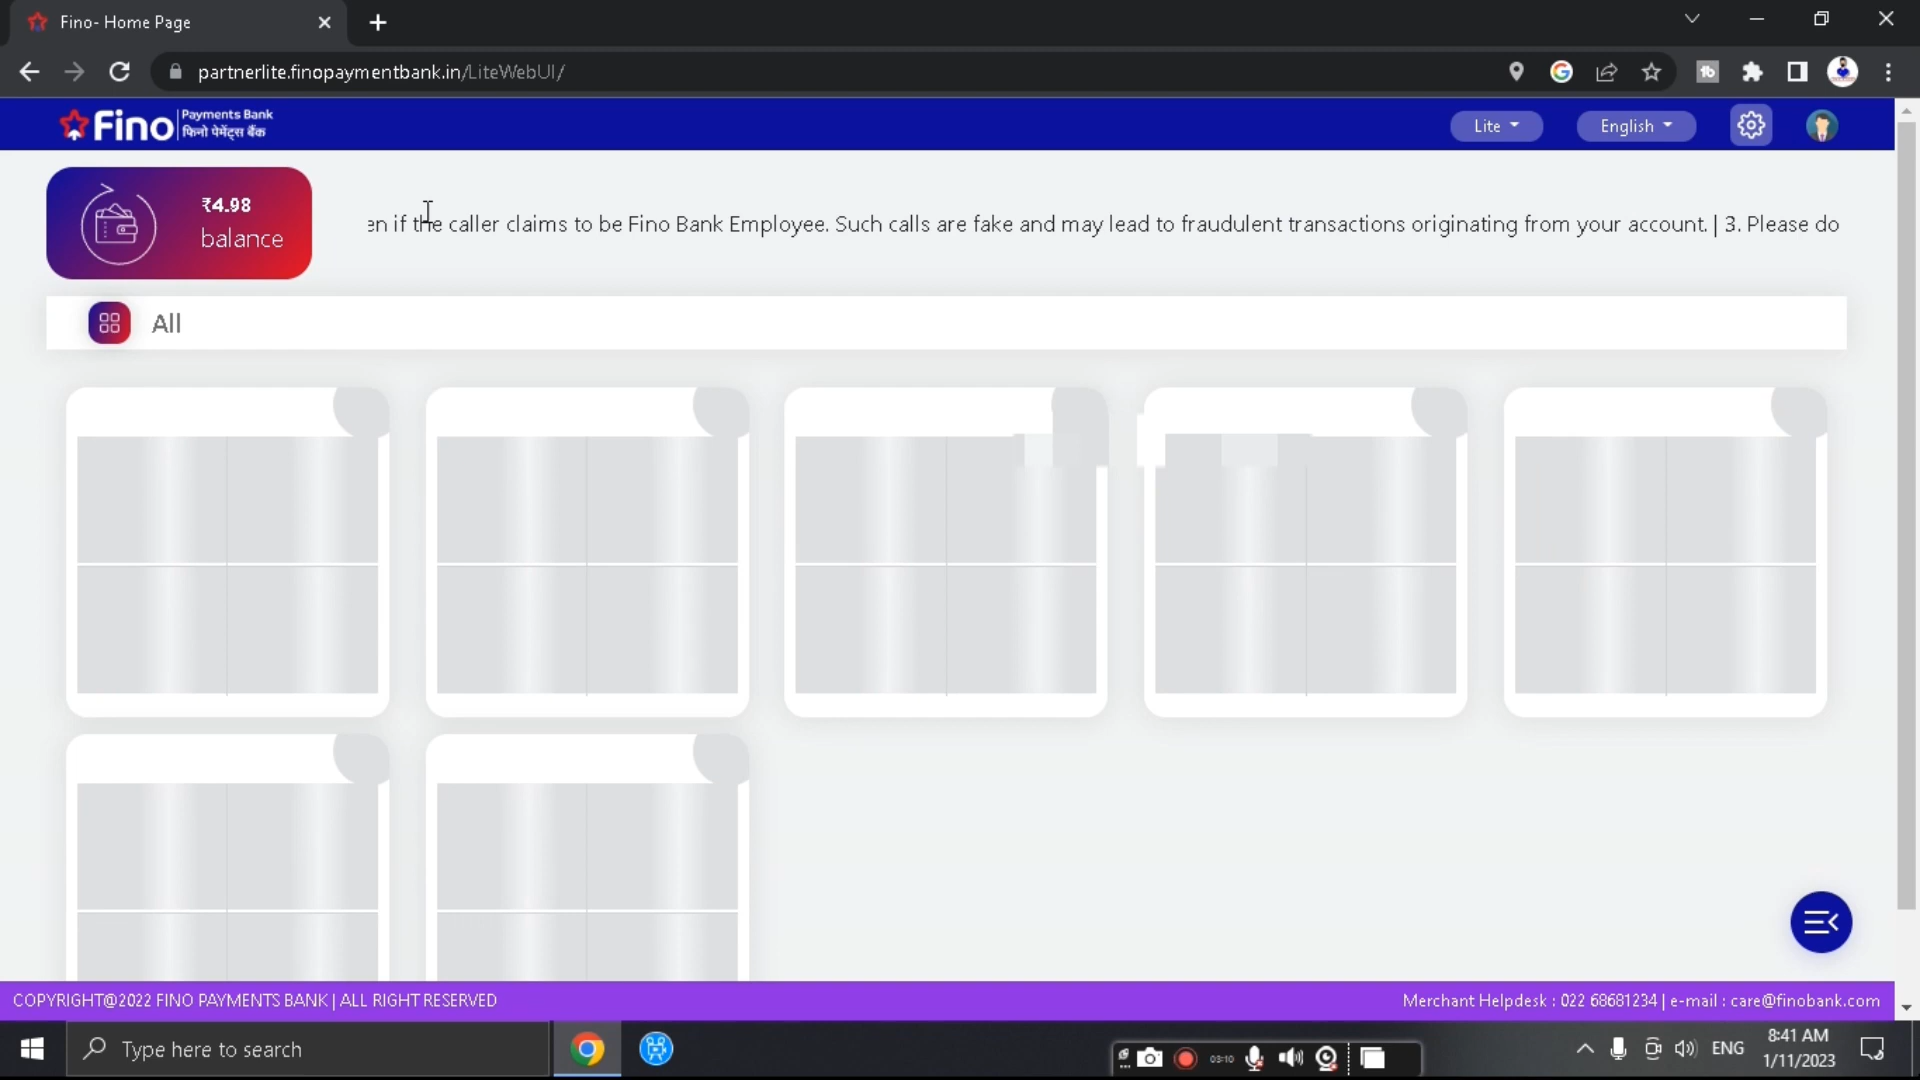 Fino- Home Page
partnerlite.finopaymentbank.in/LiteWebUI/
Fino Payments Bank
फिनो पेमेंट्स बैंक
Lite
English
₹4.98
balance
en if the caller claims to be Fino Bank Employee. Such calls are fake and may lead to fraudulent transactions originating from your account. | 3. Please do
All
COPYRIGHT@2022 FINO PAYMENTS BANK | ALL RIGHT RESERVED
Merchant Helpdesk : 022 68681234 | e-mail : care@finobank.com
Type here to search
03:10
ENG
8:41 AM
1/11/2023